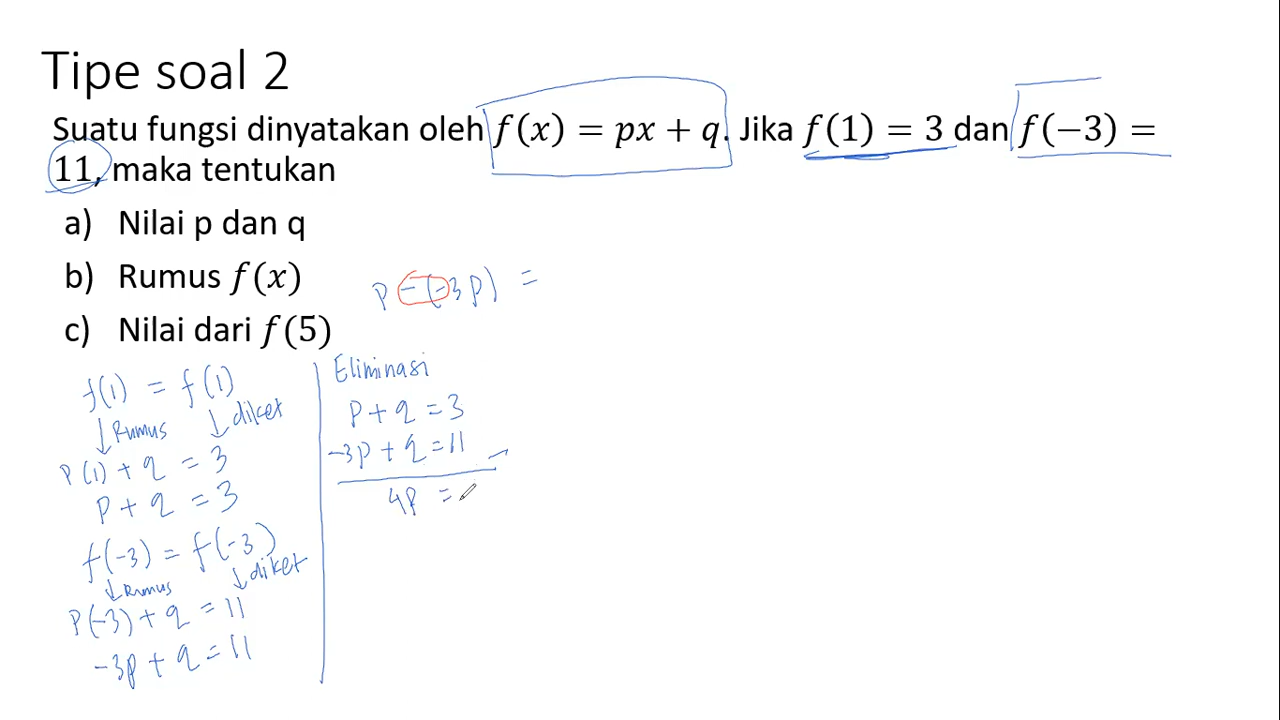 Tipe soal 2
Suatu fungsi dinyatakan oleh f(x) = px + q. Jika f(1) = 3 dan f(−3) =
11, maka tentukan
a) Nilai p dan q
b) Rumus f(x)
c) Nilai dari f(5)
P − (−3P) =
f(1) = f(1)
↓ Rumus ↓ diket
P(1) + q = 3
P + q = 3
f(−3) = f(−3)
↓ Rumus ↓ diket
P(−3) + q = 11
−3P + q = 11
Eliminasi
P + q = 3
−3P + q = 11 −
4P =